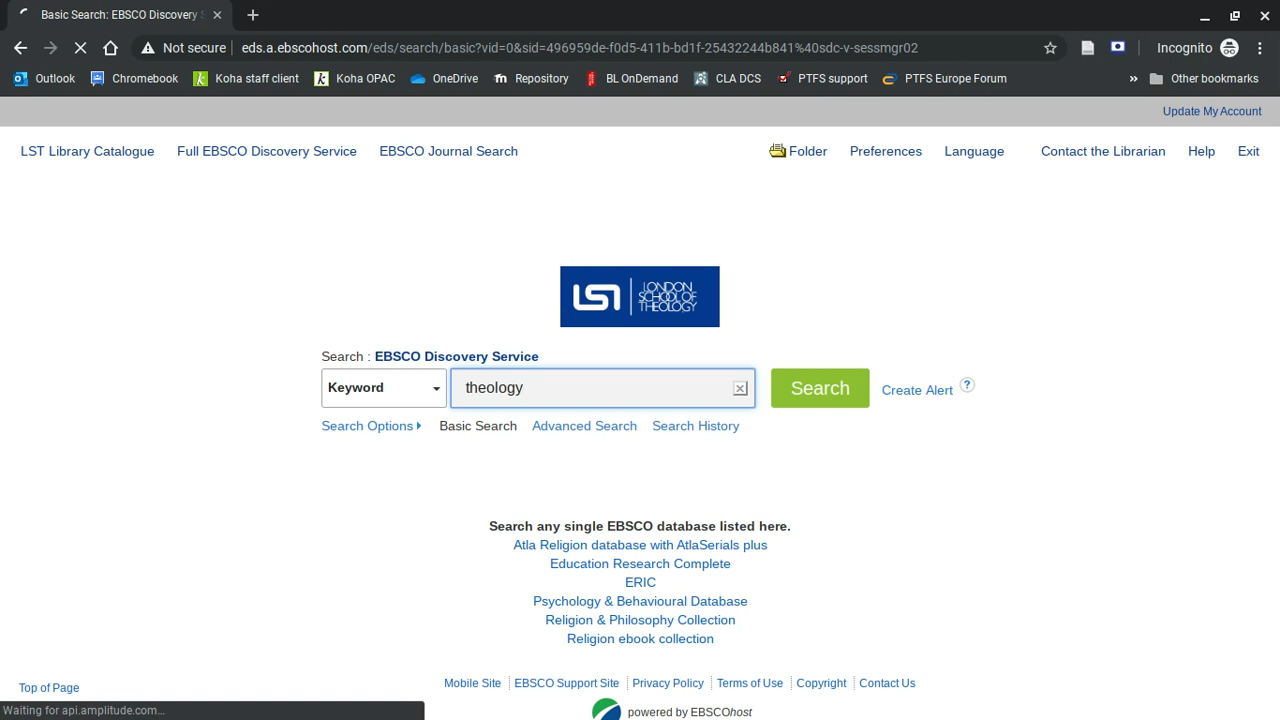 Basic Search: EBSCO Discovery S
Not secure eds.a.ebscohost.com/eds/search/basic?vid=0&sid=496959de-f0d5-411b-bd1f-25432244b841%40sdc-v-sessmgr02 Incognito
Outlook Chromebook Koha staff client Koha OPAC OneDrive Repository BL OnDemand CLA DCS PTFS support PTFS Europe Forum » Other bookmarks
Update My Account
LST Library Catalogue Full EBSCO Discovery Service EBSCO Journal Search Folder Preferences Language Contact the Librarian Help Exit
LST LONDON
SCHOOL OF
THEOLOGY
Search : EBSCO Discovery Service
Keyword theology Search Create Alert ?
Search Options Basic Search Advanced Search Search History
Search any single EBSCO database listed here.
Atla Religion database with AtlaSerials plus
Education Research Complete
ERIC
Psychology & Behavioural Database
Religion & Philosophy Collection
Religion ebook collection
Top of Page Mobile Site EBSCO Support Site Privacy Policy Terms of Use Copyright Contact Us
Waiting for api.amplitude.com... powered by EBSCOhost